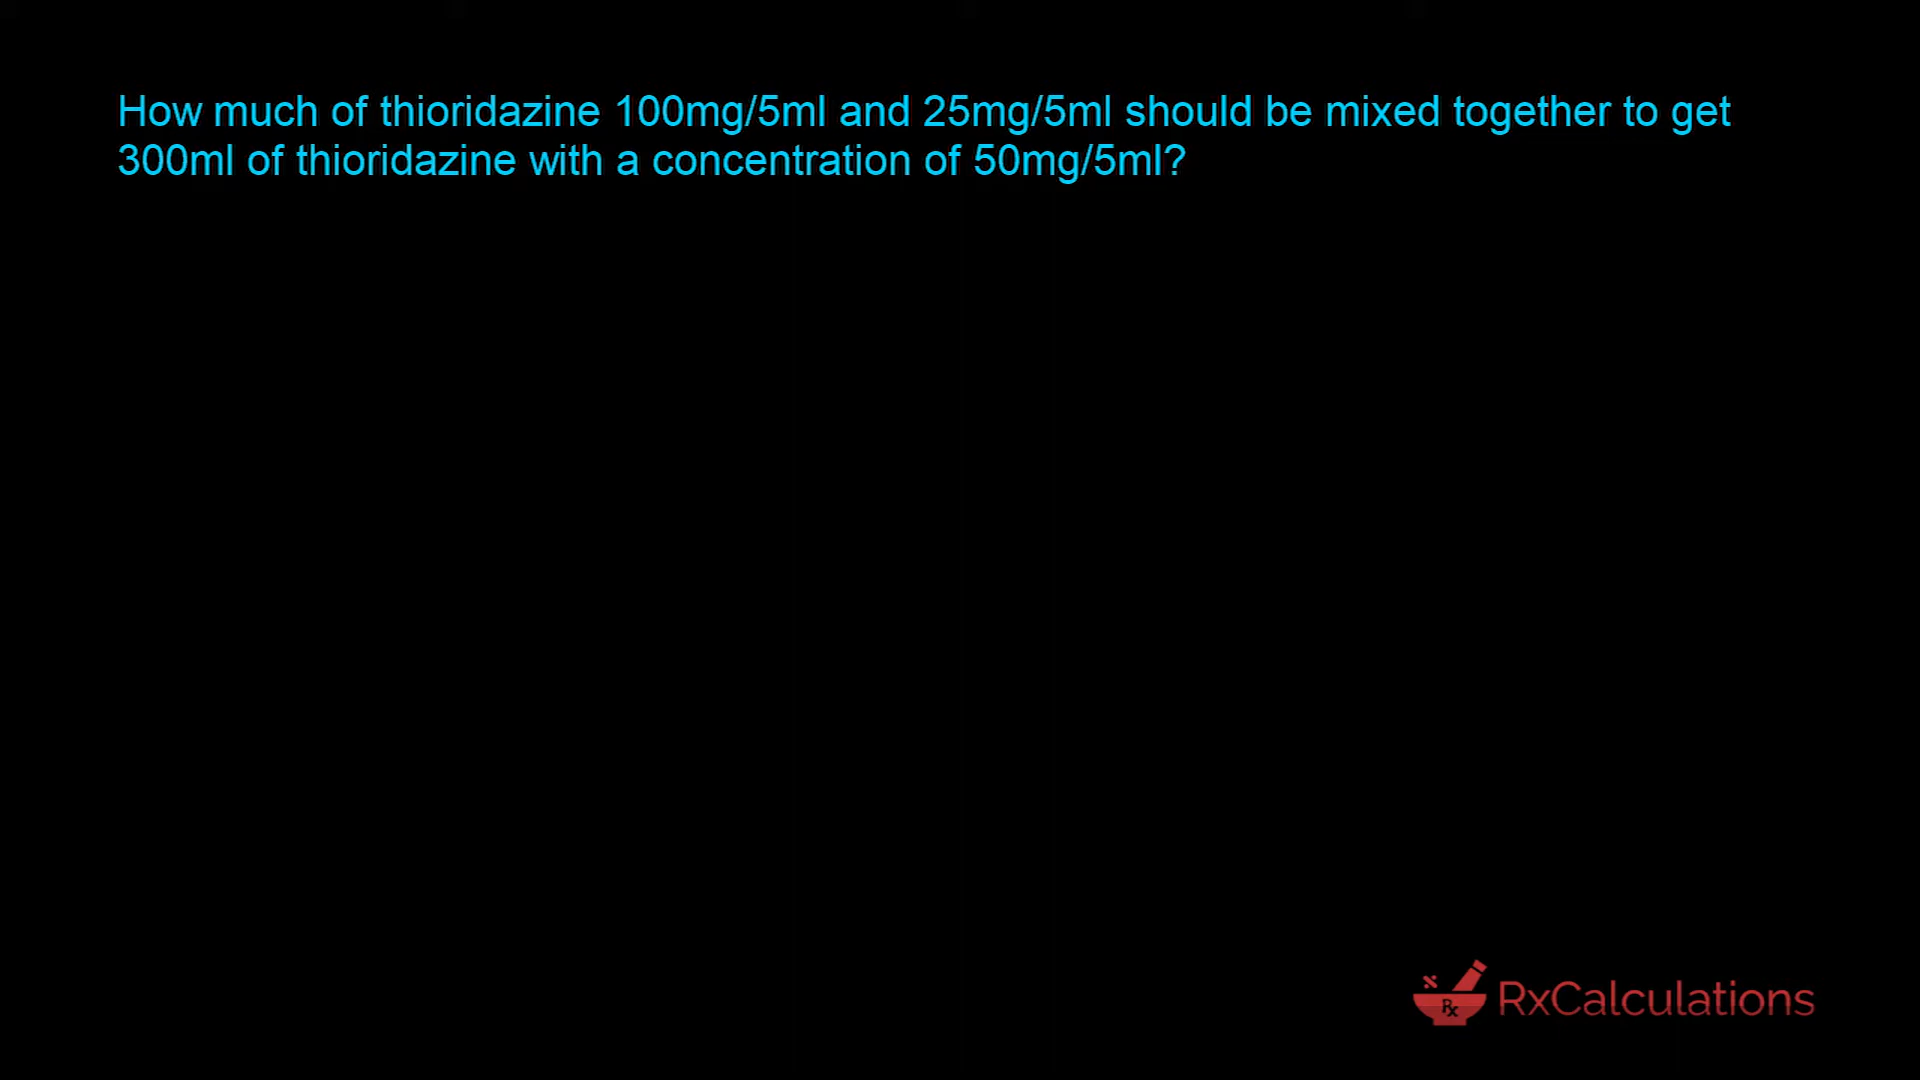 How much of thioridazine 100mg/5ml and 25mg/5ml should be mixed together to get
300ml of thioridazine with a concentration of 50mg/5ml?
Rx
RxCalculations